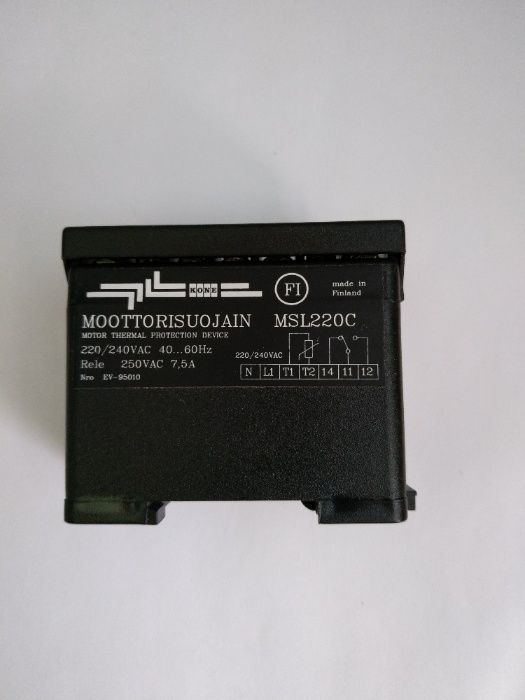 KONE
FI
made in
Finland
MOOTTORISUOJAIN MSL220C
MOTOR THERMAL PROTECTION DEVICE
220/240VAC 40...60Hz
Rele 250VAC 7,5A
Nro EV-95010
220/240VAC
N L1 T1 T2 14 11 12